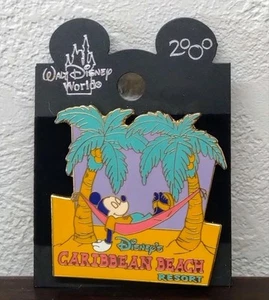 Walt Disney
World
2000
Disney's
CARIBBEAN BEACH
RESORT